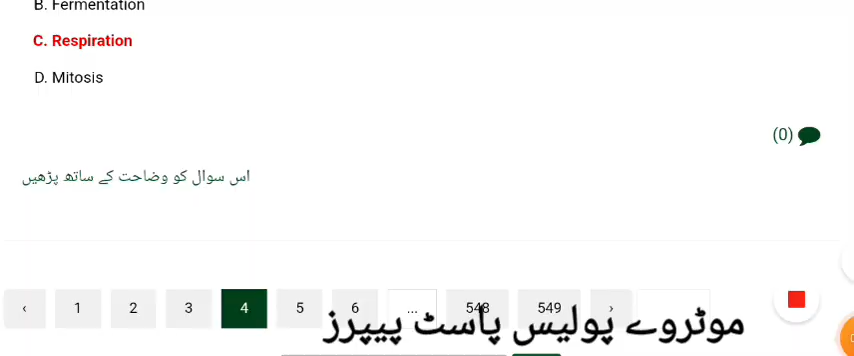 B. Fermentation
C. Respiration
D. Mitosis
(0)
اس سوال کو وضاحت کے ساتھ پڑھیں
‹ 1 2 3 4 5 6 ... 548 549 ›
موٹروے پولیس پاسٹ پیپرز